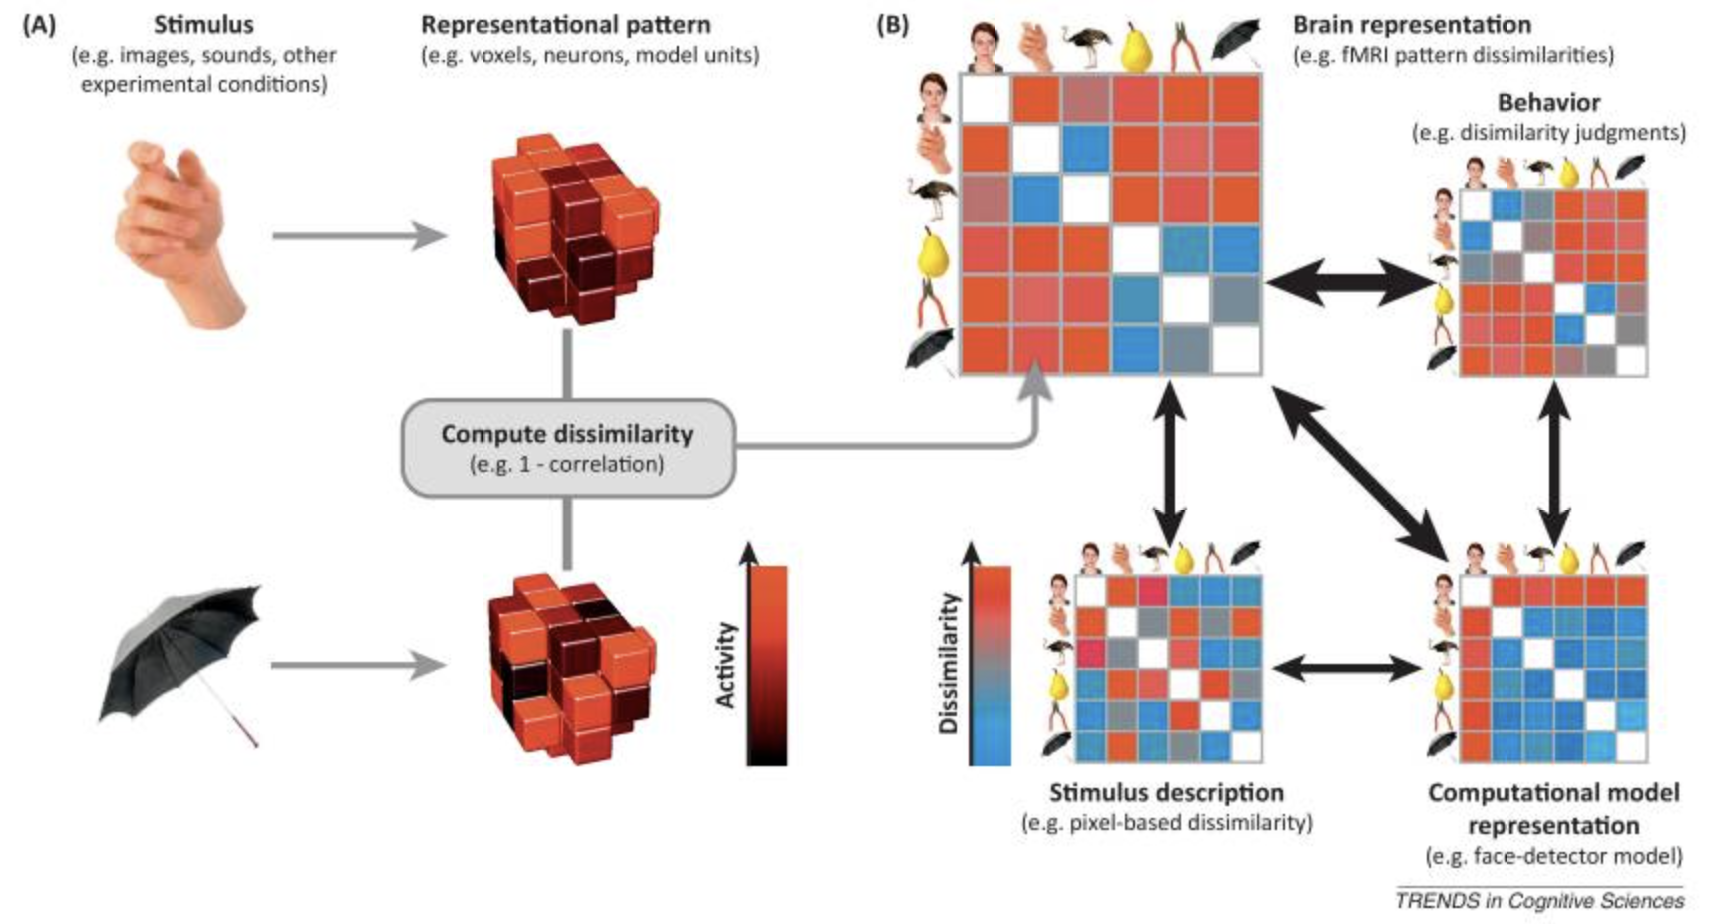 (A)
Stimulus
(e.g. images, sounds, other
experimental conditions)
Representational pattern
(e.g. voxels, neurons, model units)
Compute dissimilarity
(e.g. 1 - correlation)
Activity
(B)
Brain representation
(e.g. fMRI pattern dissimilarities)
Behavior
(e.g. disimilarity judgments)
Dissimilarity
Stimulus description
(e.g. pixel-based dissimilarity)
Computational model
representation
(e.g. face-detector model)
TRENDS in Cognitive Sciences